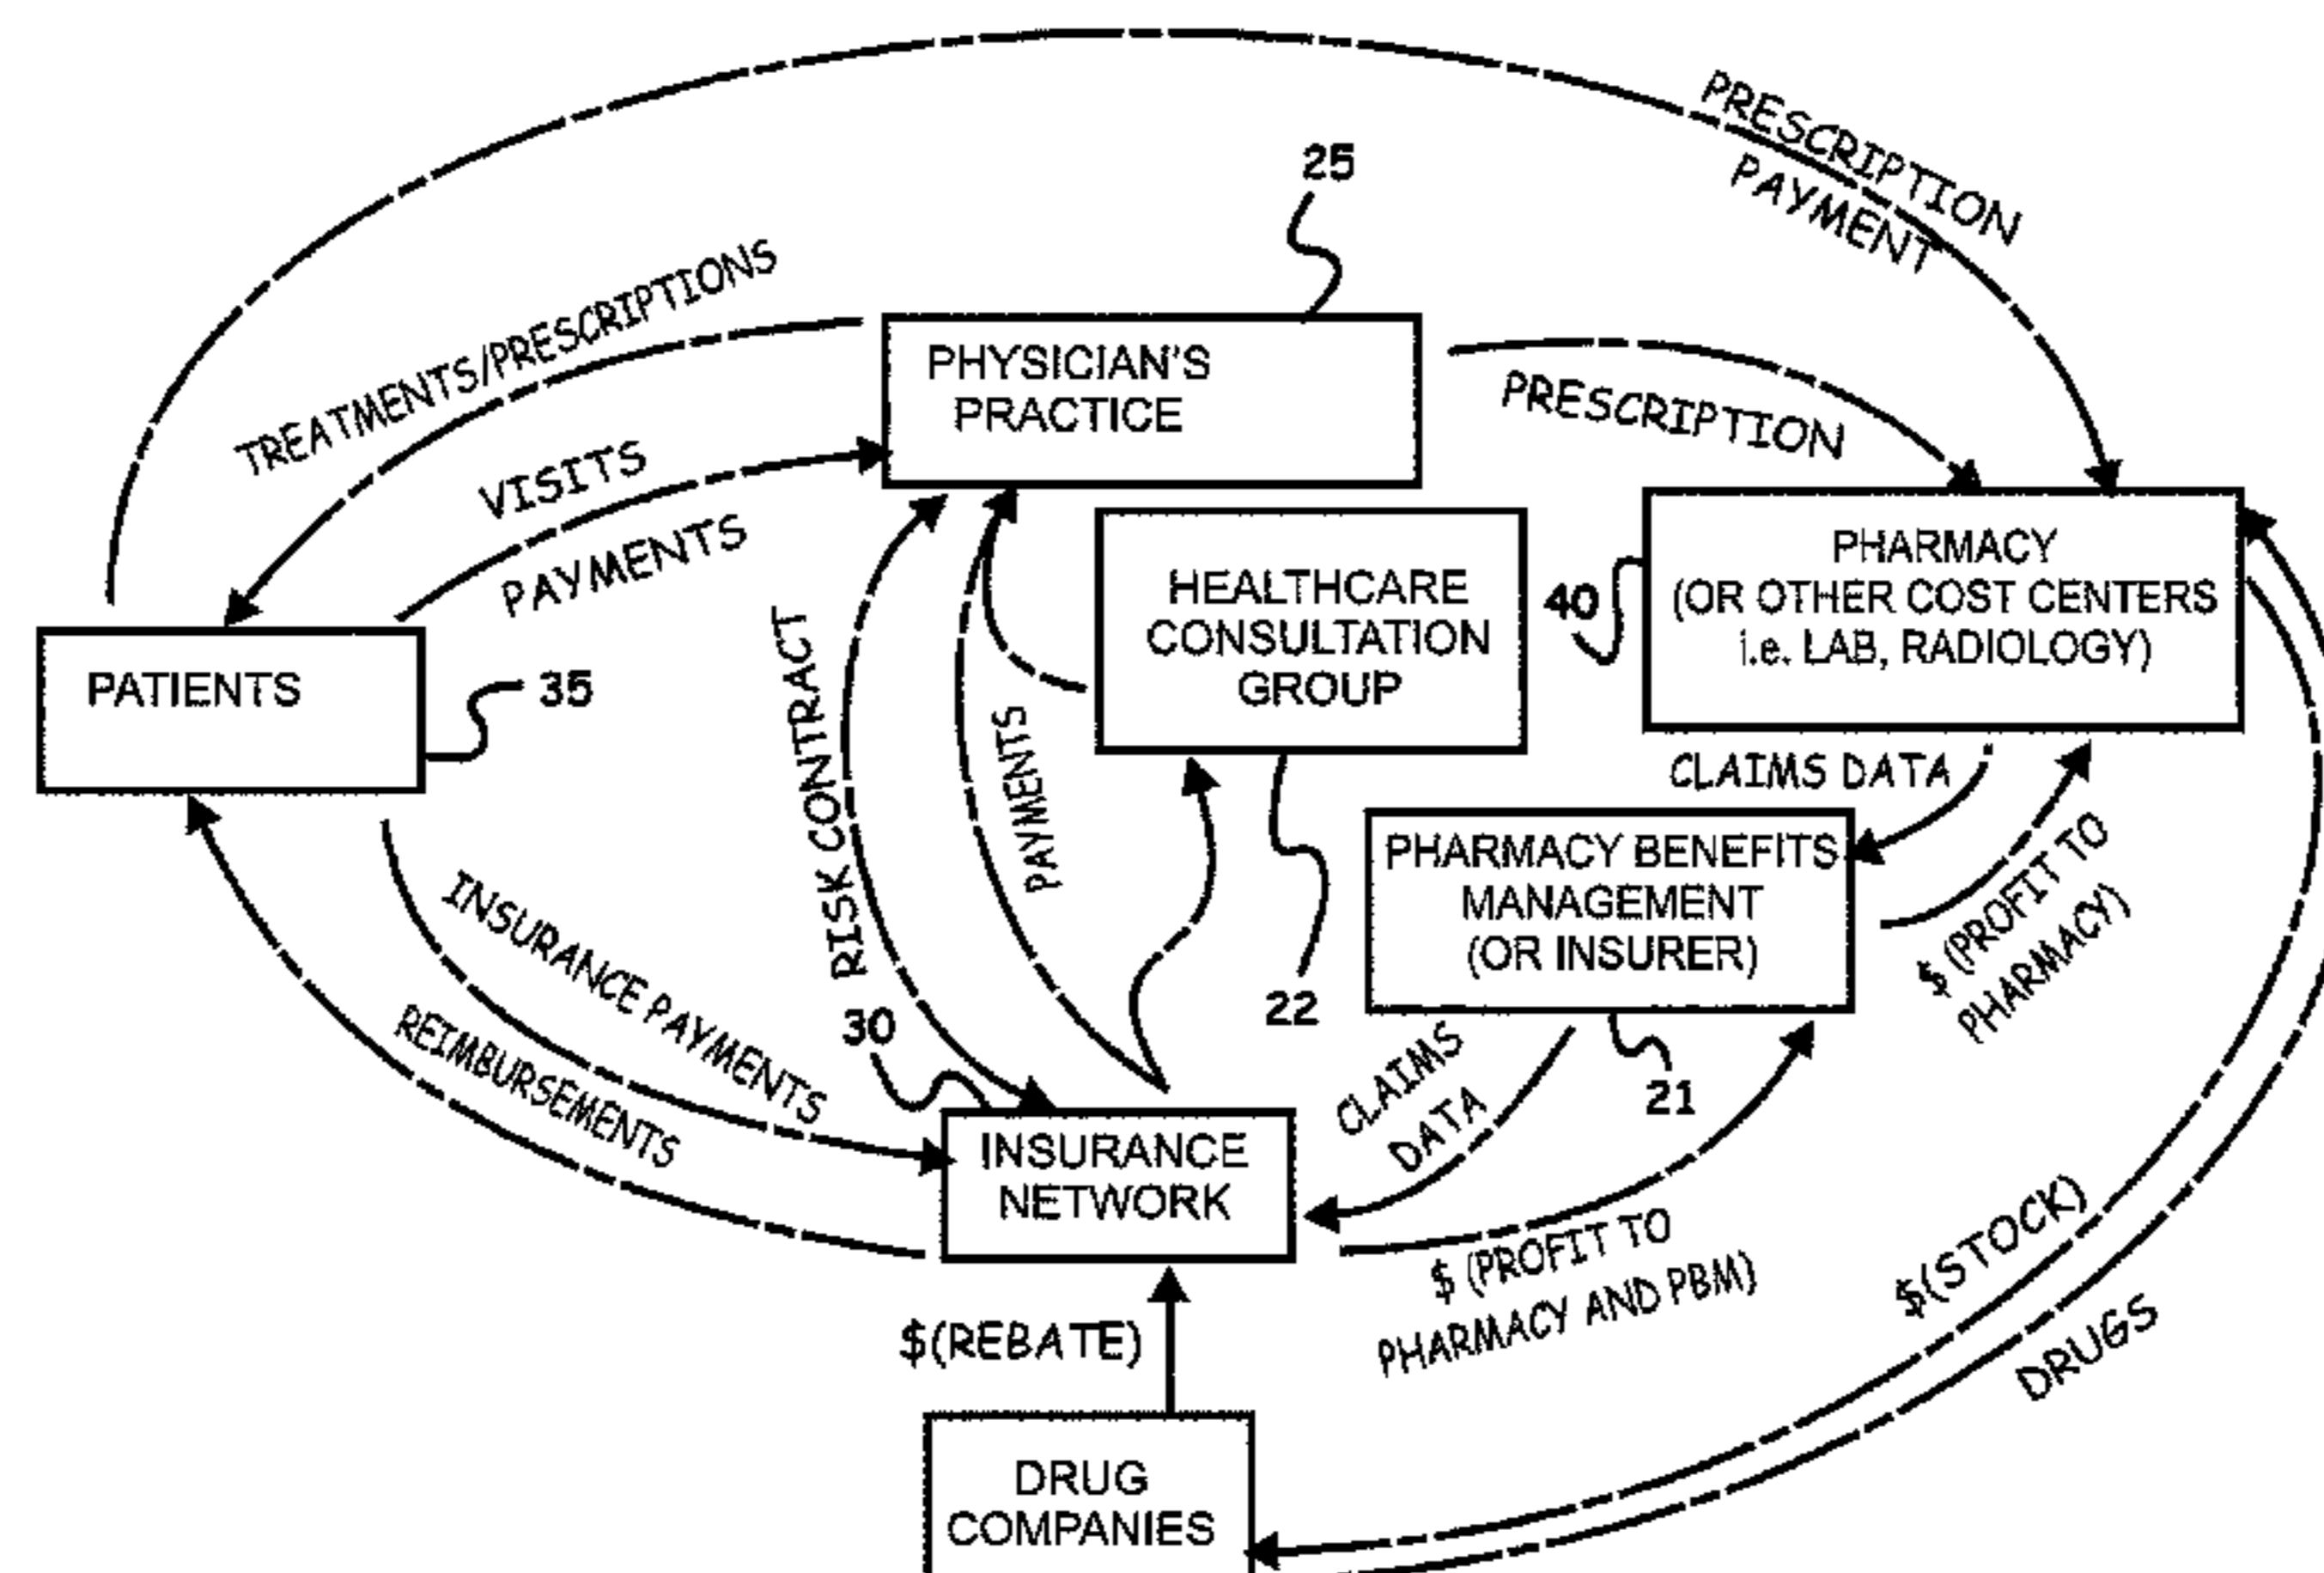 PRESCRIPTION
PAYMENT
25
TREATMENTS/PRESCRIPTIONS
PHYSICIAN'S
PRACTICE
PRESCRIPTION
VISITS
PAYMENTS
HEALTHCARE
CONSULTATION
GROUP
40
PHARMACY
(OR OTHER COST CENTERS
i.e. LAB, RADIOLOGY)
PATIENTS
35
RISK CONTRACT
PAYMENTS
CLAIMS DATA
PHARMACY BENEFITS
MANAGEMENT
(OR INSURER)
$ (PROFIT TO
PHARMACY)
INSURANCE PAYMENTS
REIMBURSEMENTS
30
22
21
CLAIMS
DATA
INSURANCE
NETWORK
$ (PROFIT TO
PHARMACY AND PBM)
$(STOCK)
DRUGS
$(REBATE)
DRUG
COMPANIES